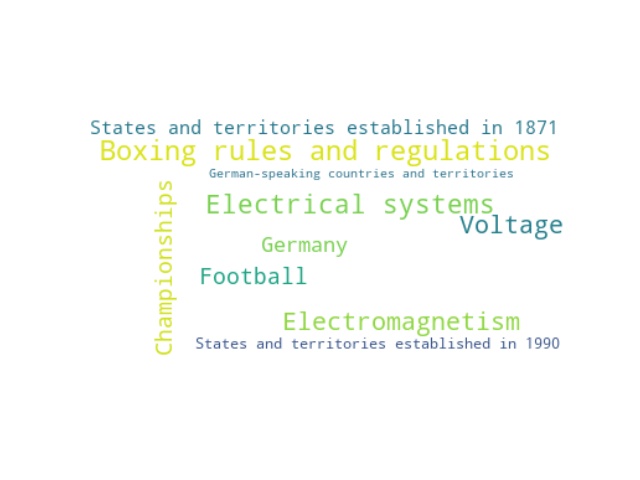 States and territories established in 1871
Boxing rules and regulations
German-speaking countries and territories
Championships
Electrical systems
Voltage
Germany
Football
Electromagnetism
States and territories established in 1990